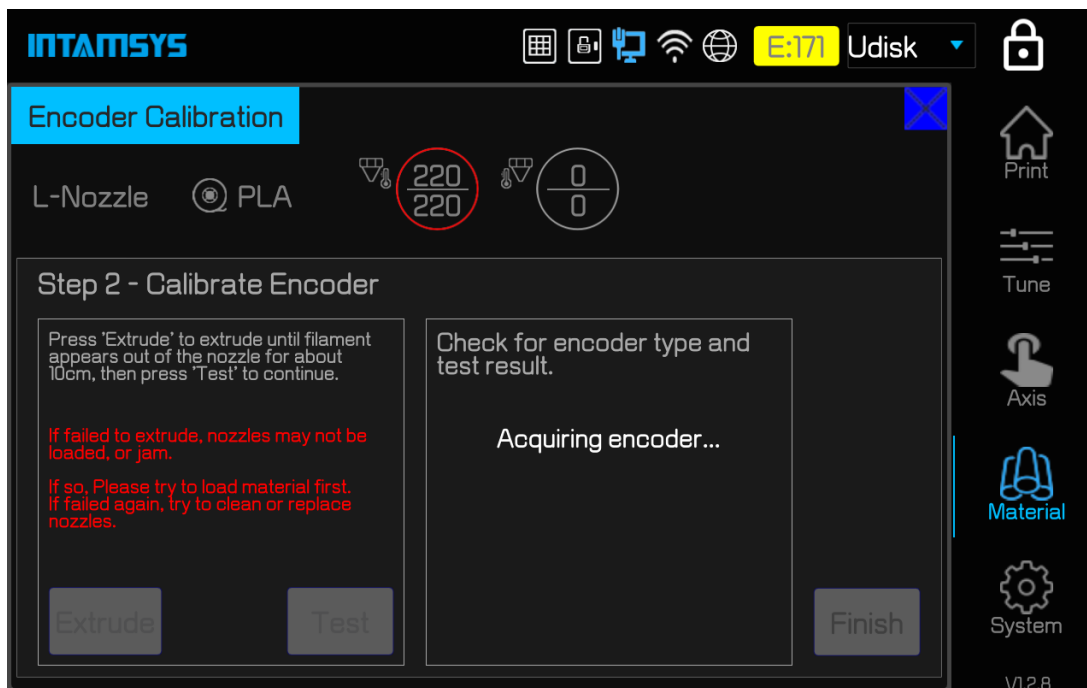 INTAMSYS
E:171 Udisk
Encoder Calibration
L-Nozzle PLA 220 220 0 0
Print
Step 2 - Calibrate Encoder
Tune
Press 'Extrude' to extrude until filament
appears out of the nozzle for about
10cm, then press 'Test' to continue.
If failed to extrude, nozzles may not be
loaded, or jam.
If so, Please try to load material first.
If failed again, try to clean or replace
nozzles.
Extrude Test
Check for encoder type and
test result.
Acquiring encoder...
Finish
Axis
Material
System
V1.2.8